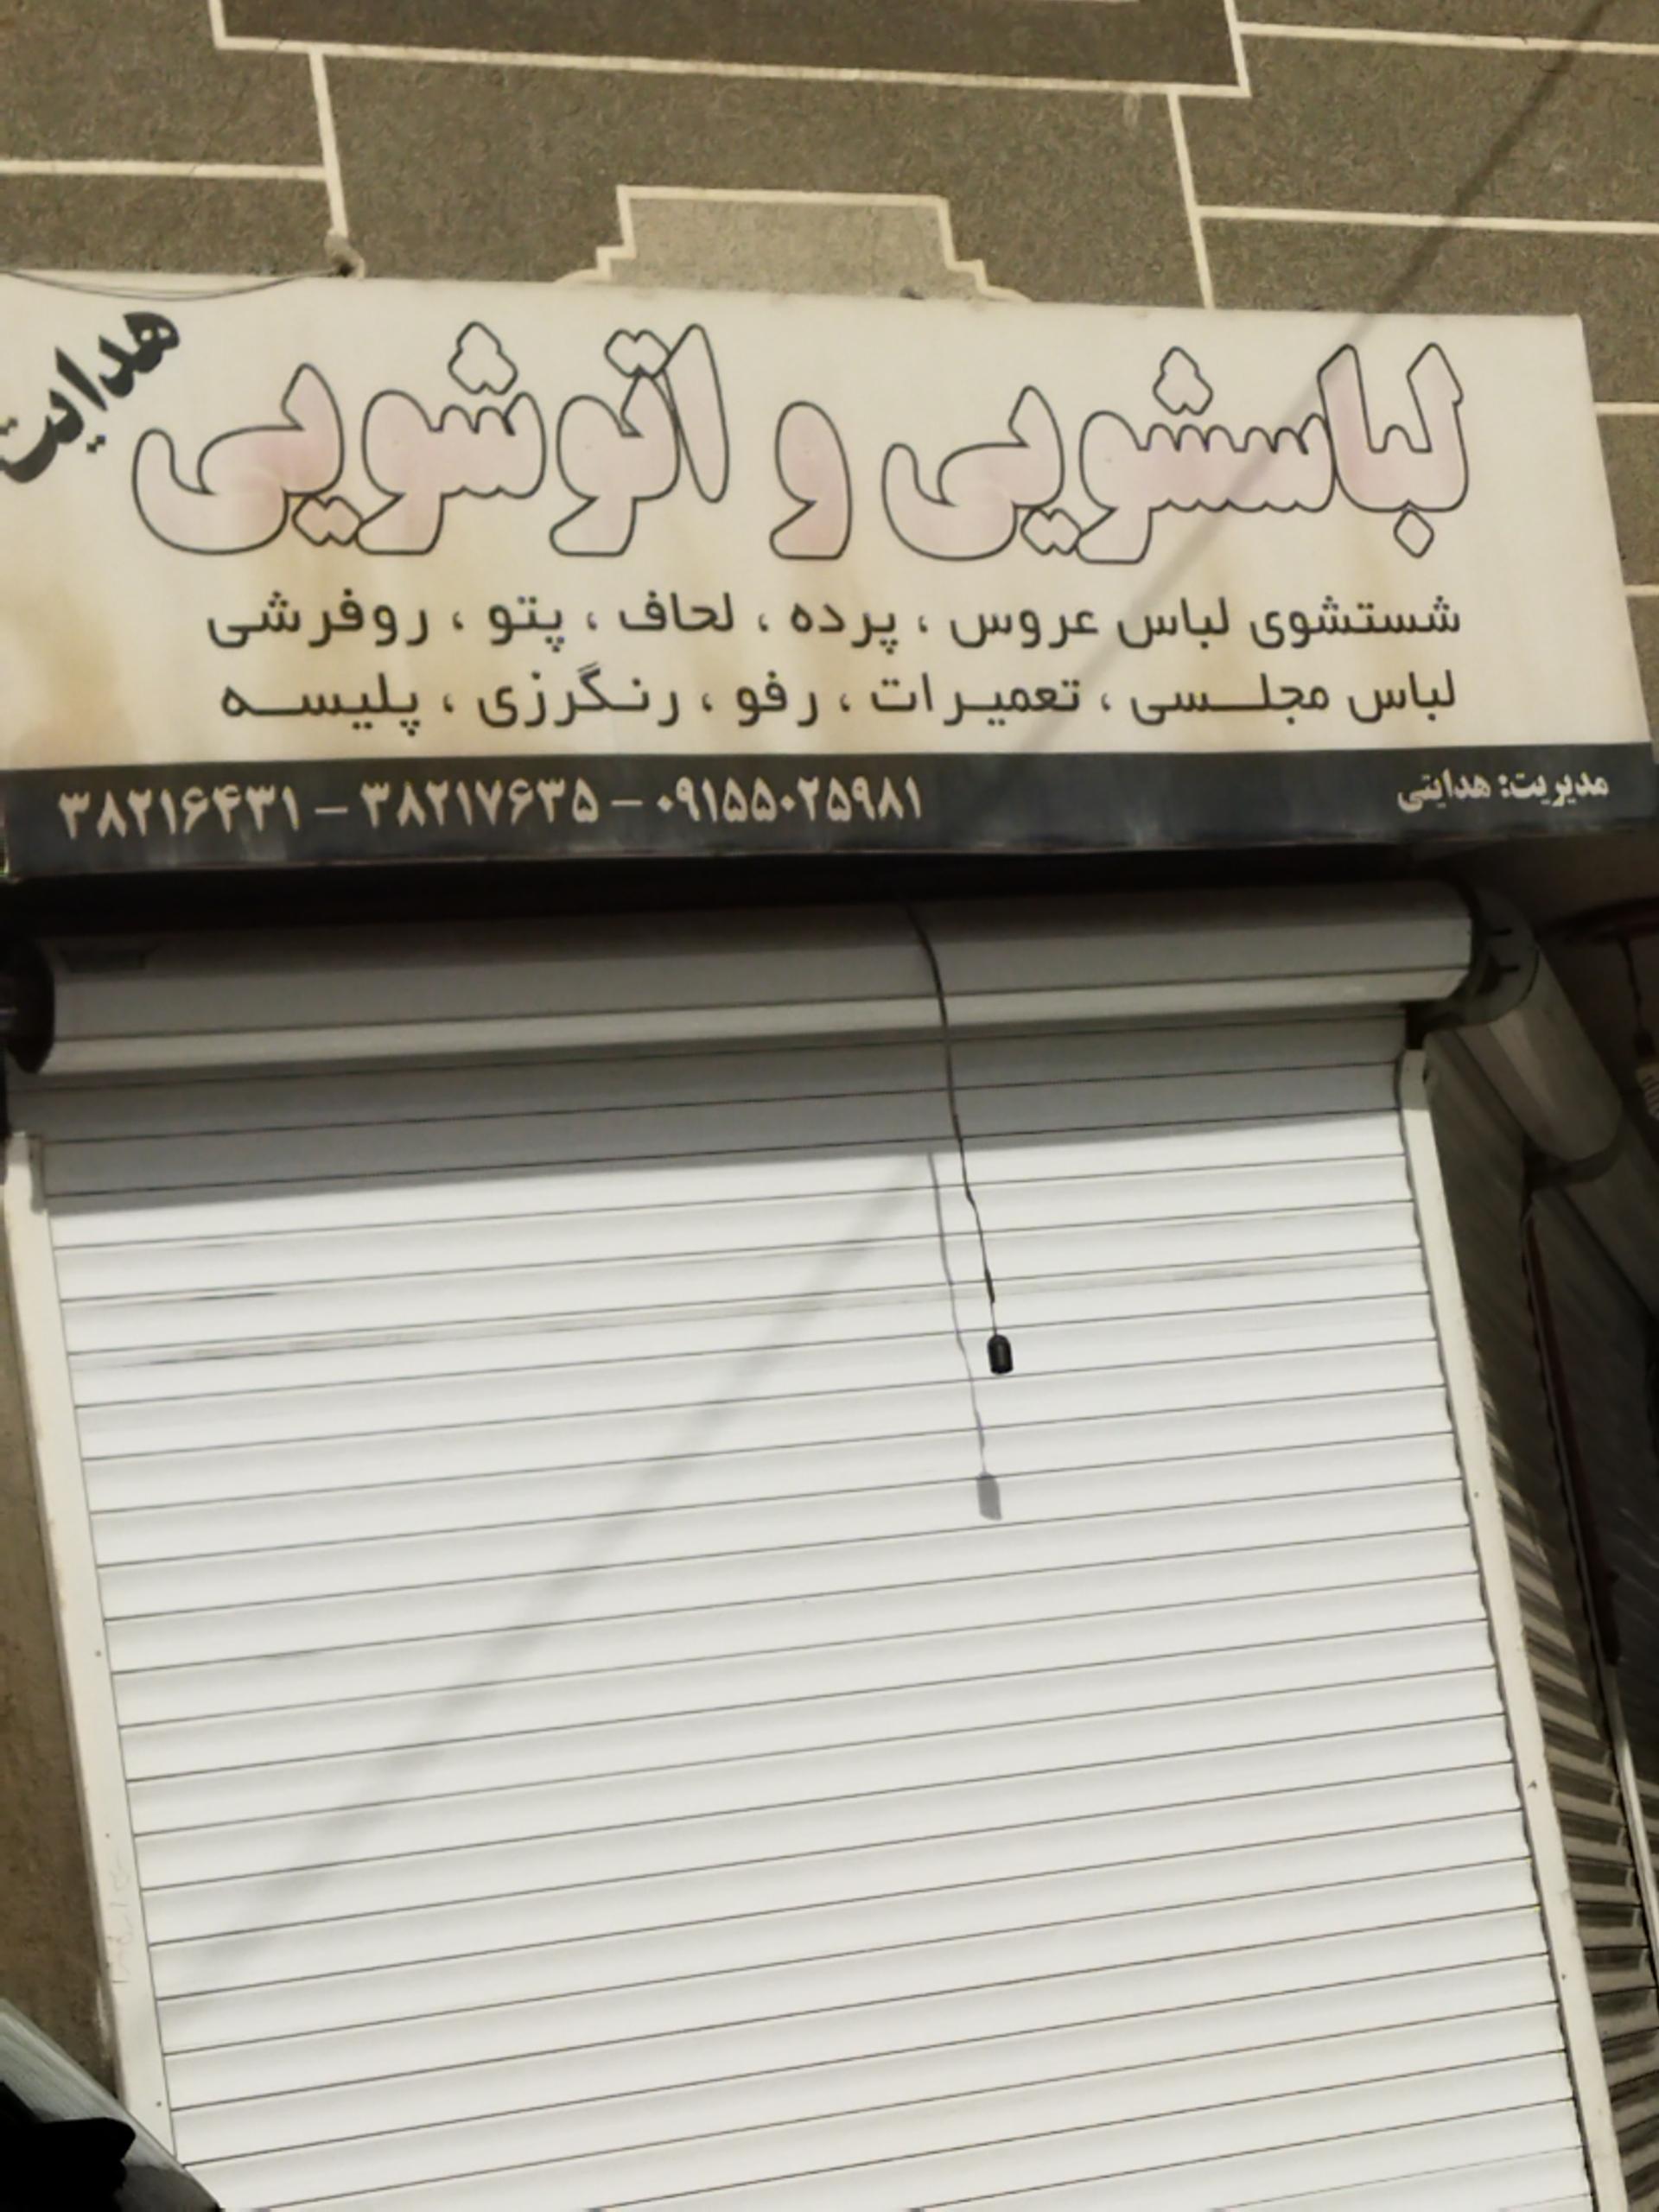 لباسشویی و اتوشویی
هدایت
شستشوی لباس عروس ، پرده ، لحاف ، پتو ، روفرشی
لباس مجلسی ، تعمیرات ، رفو ، رنگرزی ، پلیسه
مدیریت: هدایتی
۳۸۲۱۶۴۳۱ – ۳۸۲۱۷۶۳۵ – ۰۹۱۵۵۰۲۵۹۸۱